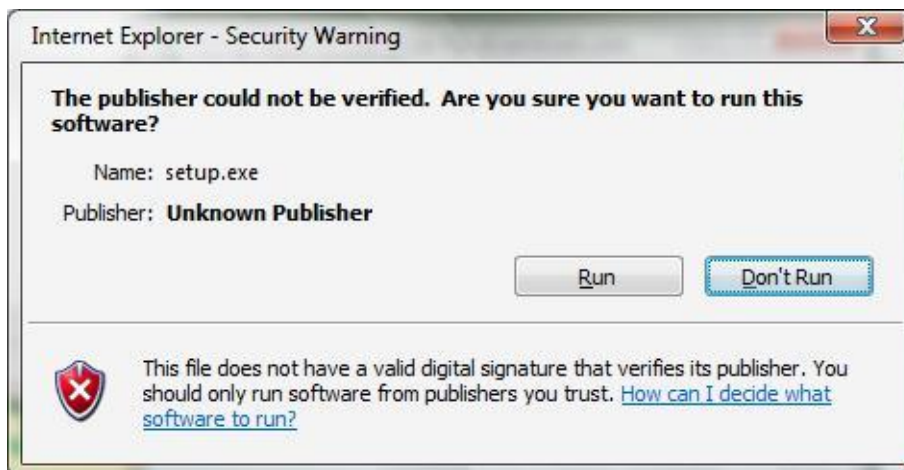 Internet Explorer - Security Warning
The publisher could not be verified.  Are you sure you want to run this
software?
Name: setup.exe
Publisher: Unknown Publisher
Run
Don't Run
This file does not have a valid digital signature that verifies its publisher. You
should only run software from publishers you trust. How can I decide what
software to run?